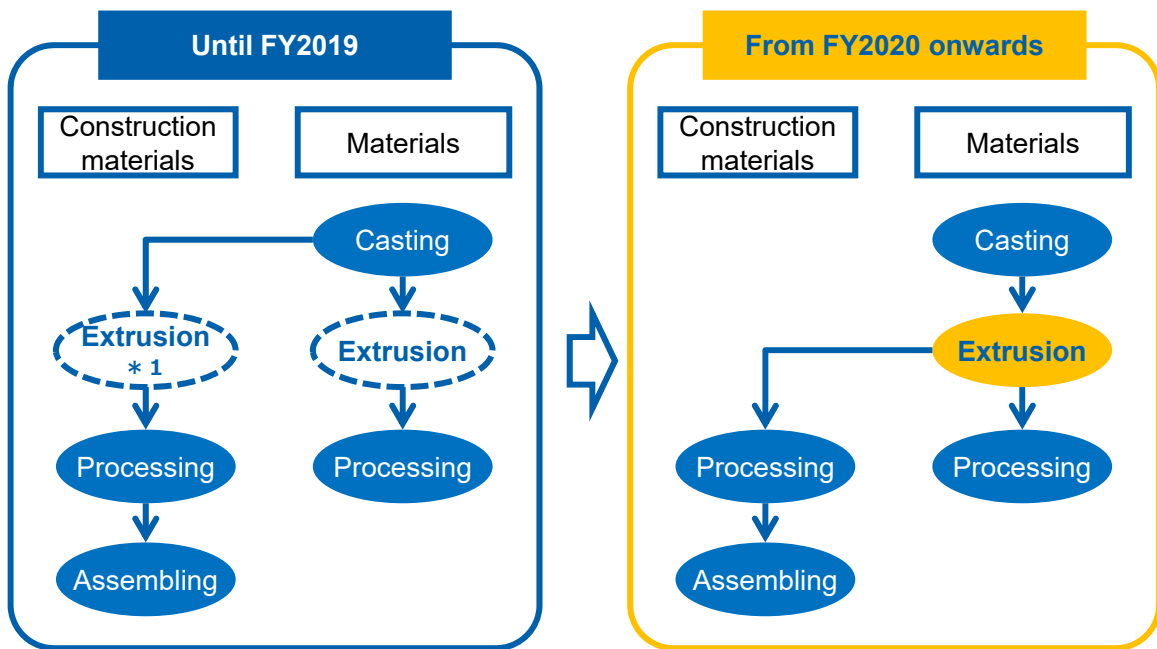 Until FY2019
Construction
materials
Materials
Casting
Extrusion
＊1
Extrusion
Processing
Processing
Assembling
From FY2020 onwards
Construction
materials
Materials
Casting
Extrusion
Processing
Processing
Assembling